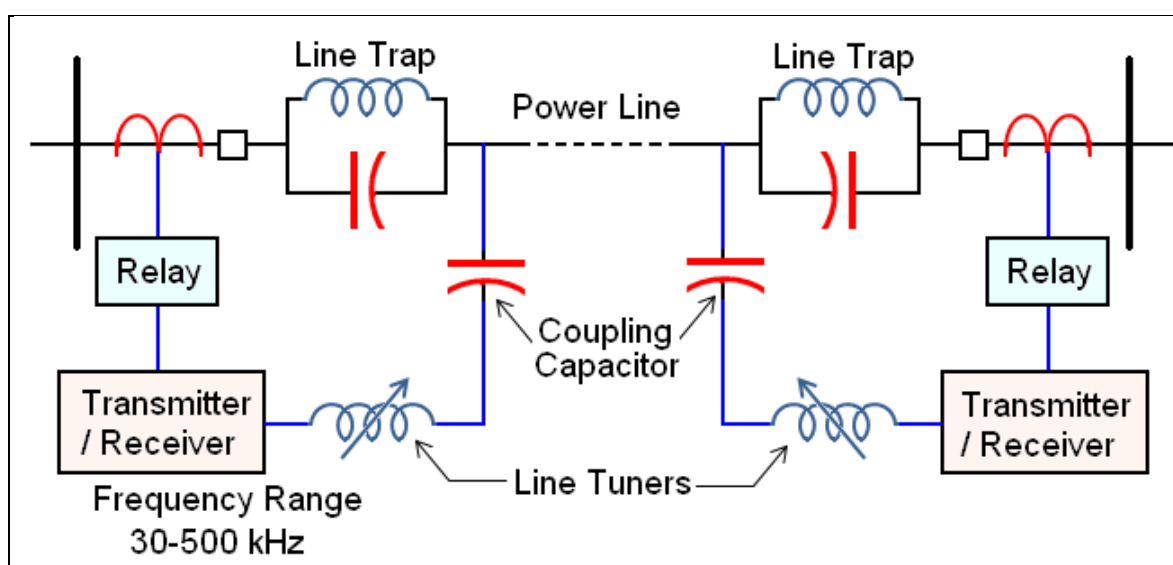 Line Trap
Line Trap
Power Line
Relay
Relay
Coupling
Capacitor
Transmitter
/ Receiver
Transmitter
/ Receiver
Line Tuners
Frequency Range
30-500 kHz